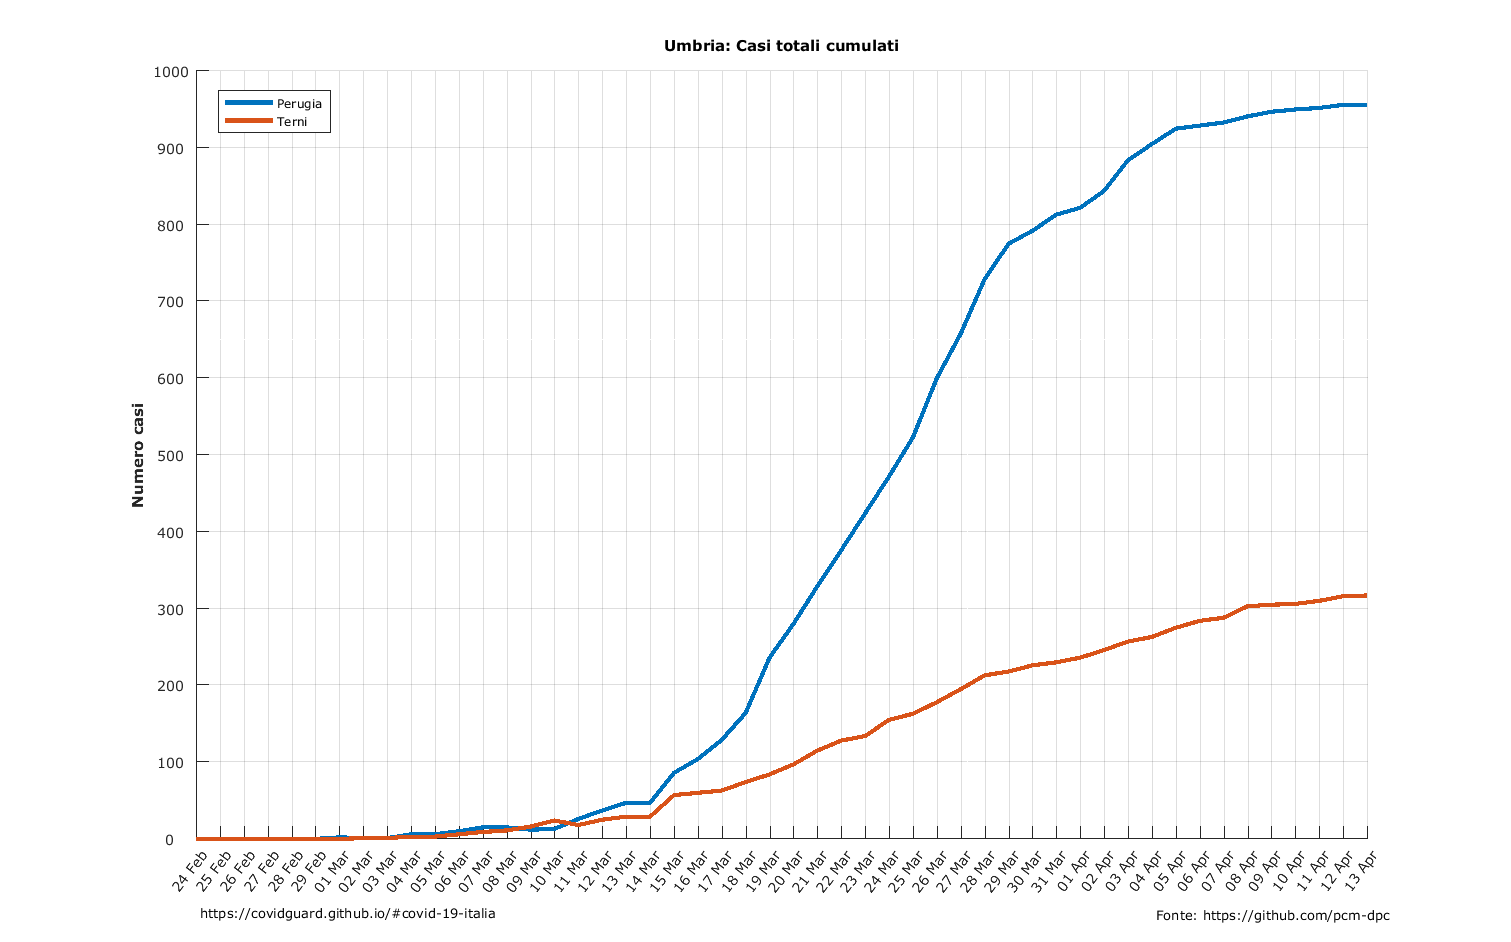 Umbria: Casi totali cumulati
Perugia
Terni
Numero casi
1000
900
800
700
600
500
400
300
200
100
0
24 Feb
25 Feb
26 Feb
27 Feb
28 Feb
29 Feb
01 Mar
02 Mar
03 Mar
04 Mar
05 Mar
06 Mar
07 Mar
08 Mar
09 Mar
10 Mar
11 Mar
12 Mar
13 Mar
14 Mar
15 Mar
16 Mar
17 Mar
18 Mar
19 Mar
20 Mar
21 Mar
22 Mar
23 Mar
24 Mar
25 Mar
26 Mar
27 Mar
28 Mar
29 Mar
30 Mar
31 Mar
01 Apr
02 Apr
03 Apr
04 Apr
05 Apr
06 Apr
07 Apr
08 Apr
09 Apr
10 Apr
11 Apr
12 Apr
13 Apr
https://covidguard.github.io/#covid-19-italia
Fonte: https://github.com/pcm-dpc